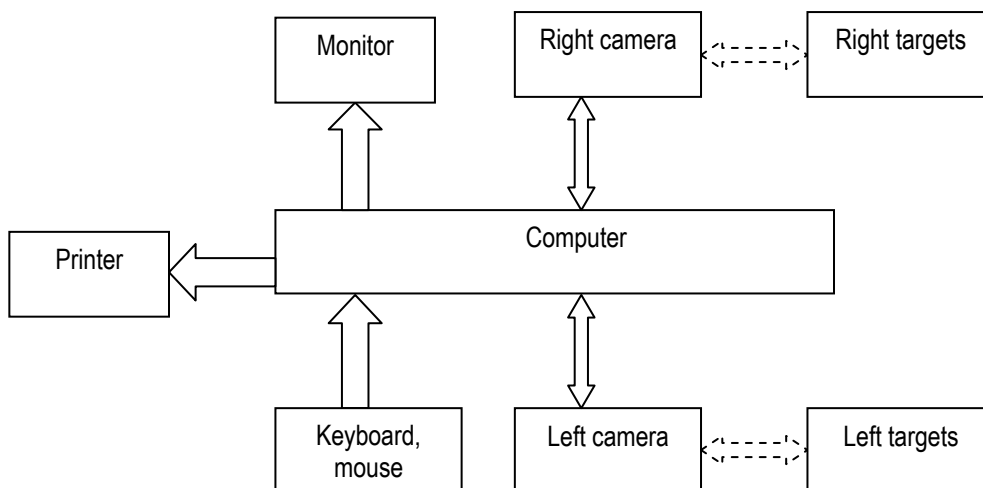 Monitor
Right camera
Right targets
Computer
Printer
Keyboard,
mouse
Left camera
Left targets